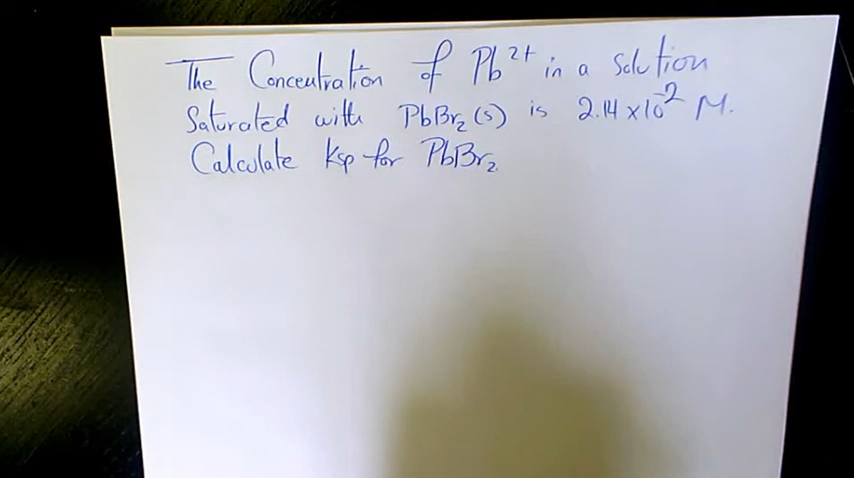 The Concentration of Pb²⁺ in a Solution
Saturated with PbBr₂(s) is 2.14 x 10⁻² M.
Calculate Ksp for PbBr₂.